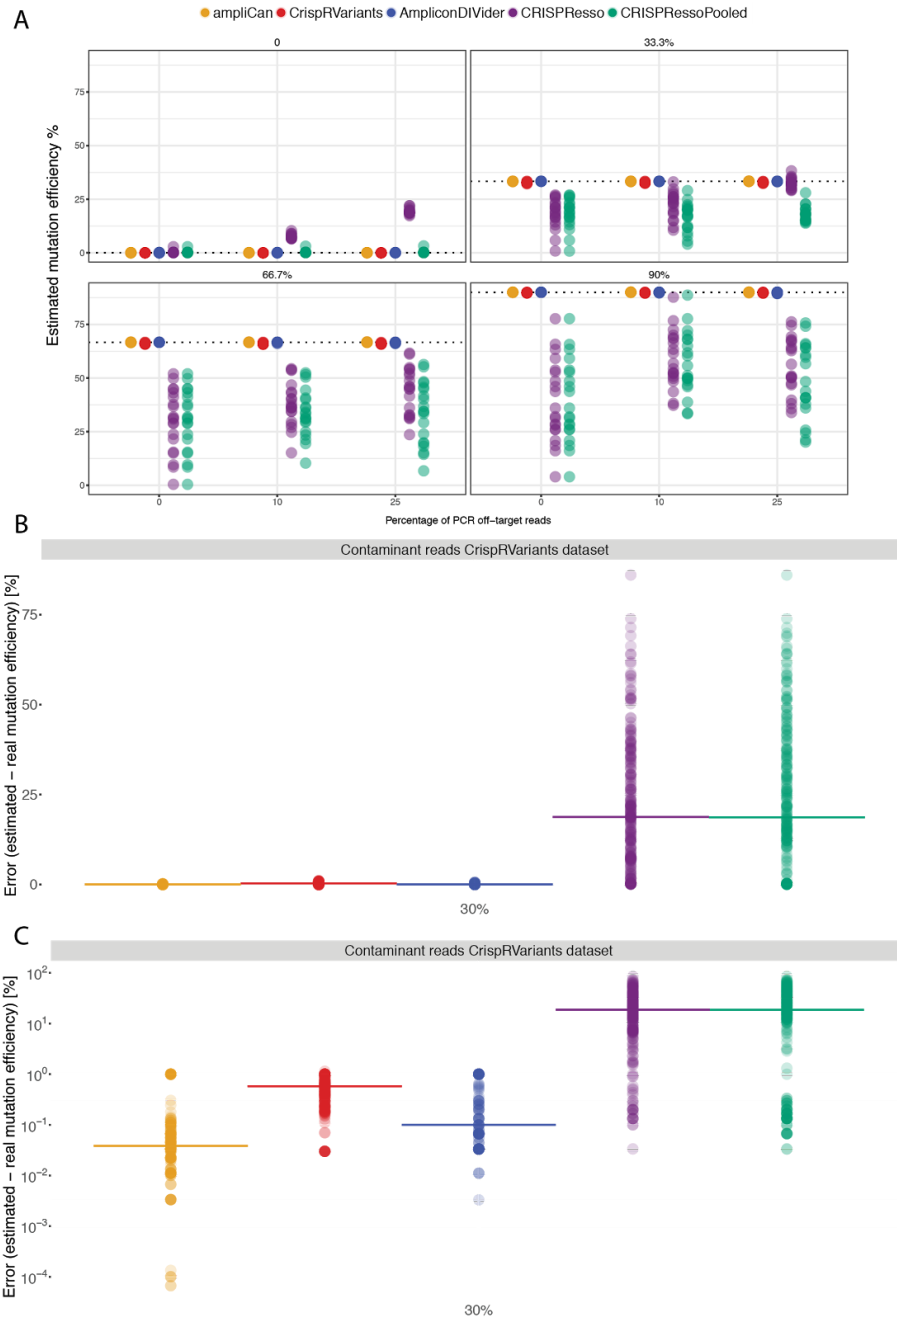 A
ampliCan CrispRVariants AmpliconDIVider CRISPResso CRISPRessoPooled
0 33.3%
75
50
25
0
66.7% 90%
75
50
25
0
0 10 25 0 10 25
Estimated mutation efficiency %
Percentage of PCR off−target reads
B
Contaminant reads CrispRVariants dataset
Error (estimated − real mutation efficiency) [%]
75
50
25
0
30%
C
Contaminant reads CrispRVariants dataset
Error (estimated − real mutation efficiency) [%]
10²
10¹
10⁰
10⁻¹
10⁻²
10⁻³
10⁻⁴
30%